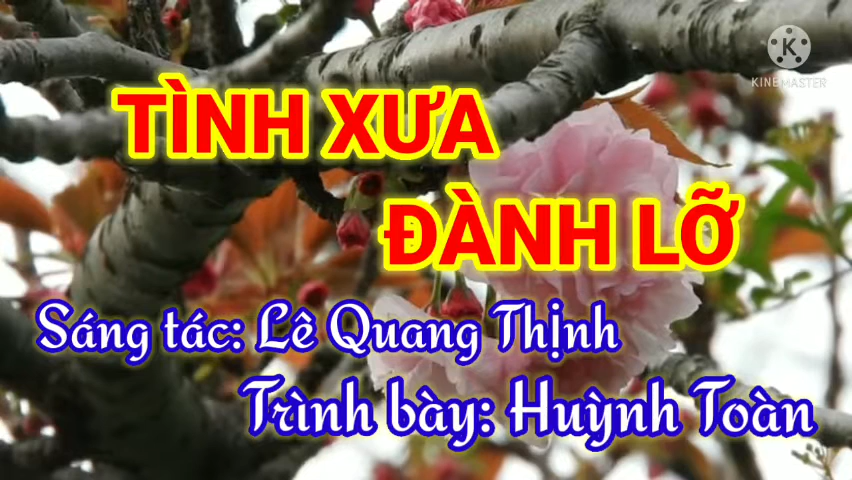 KINEMASTER
TÌNH XƯA
ĐÀNH LỠ
Sáng tác: Lê Quang Thịnh
Trình bày: Huỳnh Toàn